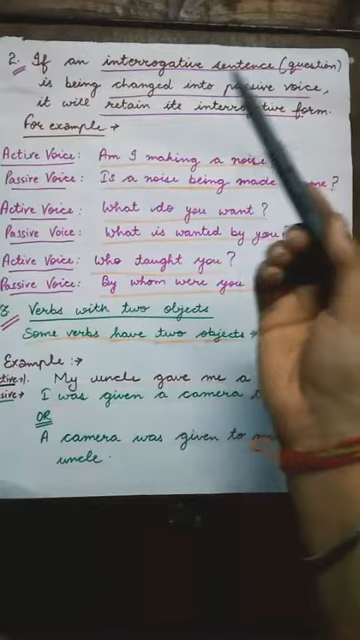 2. If an interrogative sentence (question)
is being changed into passive voice,
it will retain its interrogative form.
For example →
Active Voice: Am I making a noise
Passive Voice: Is a noise being made me?
Active Voice: What do you want?
Passive Voice: What is wanted by you
Active Voice: Who taught you?
Passive Voice: By whom were you
3. Verbs with two objects
Some verbs have two objects →
Example :→
My uncle gave me a
I was given a camera
OR
A camera was given to
uncle.